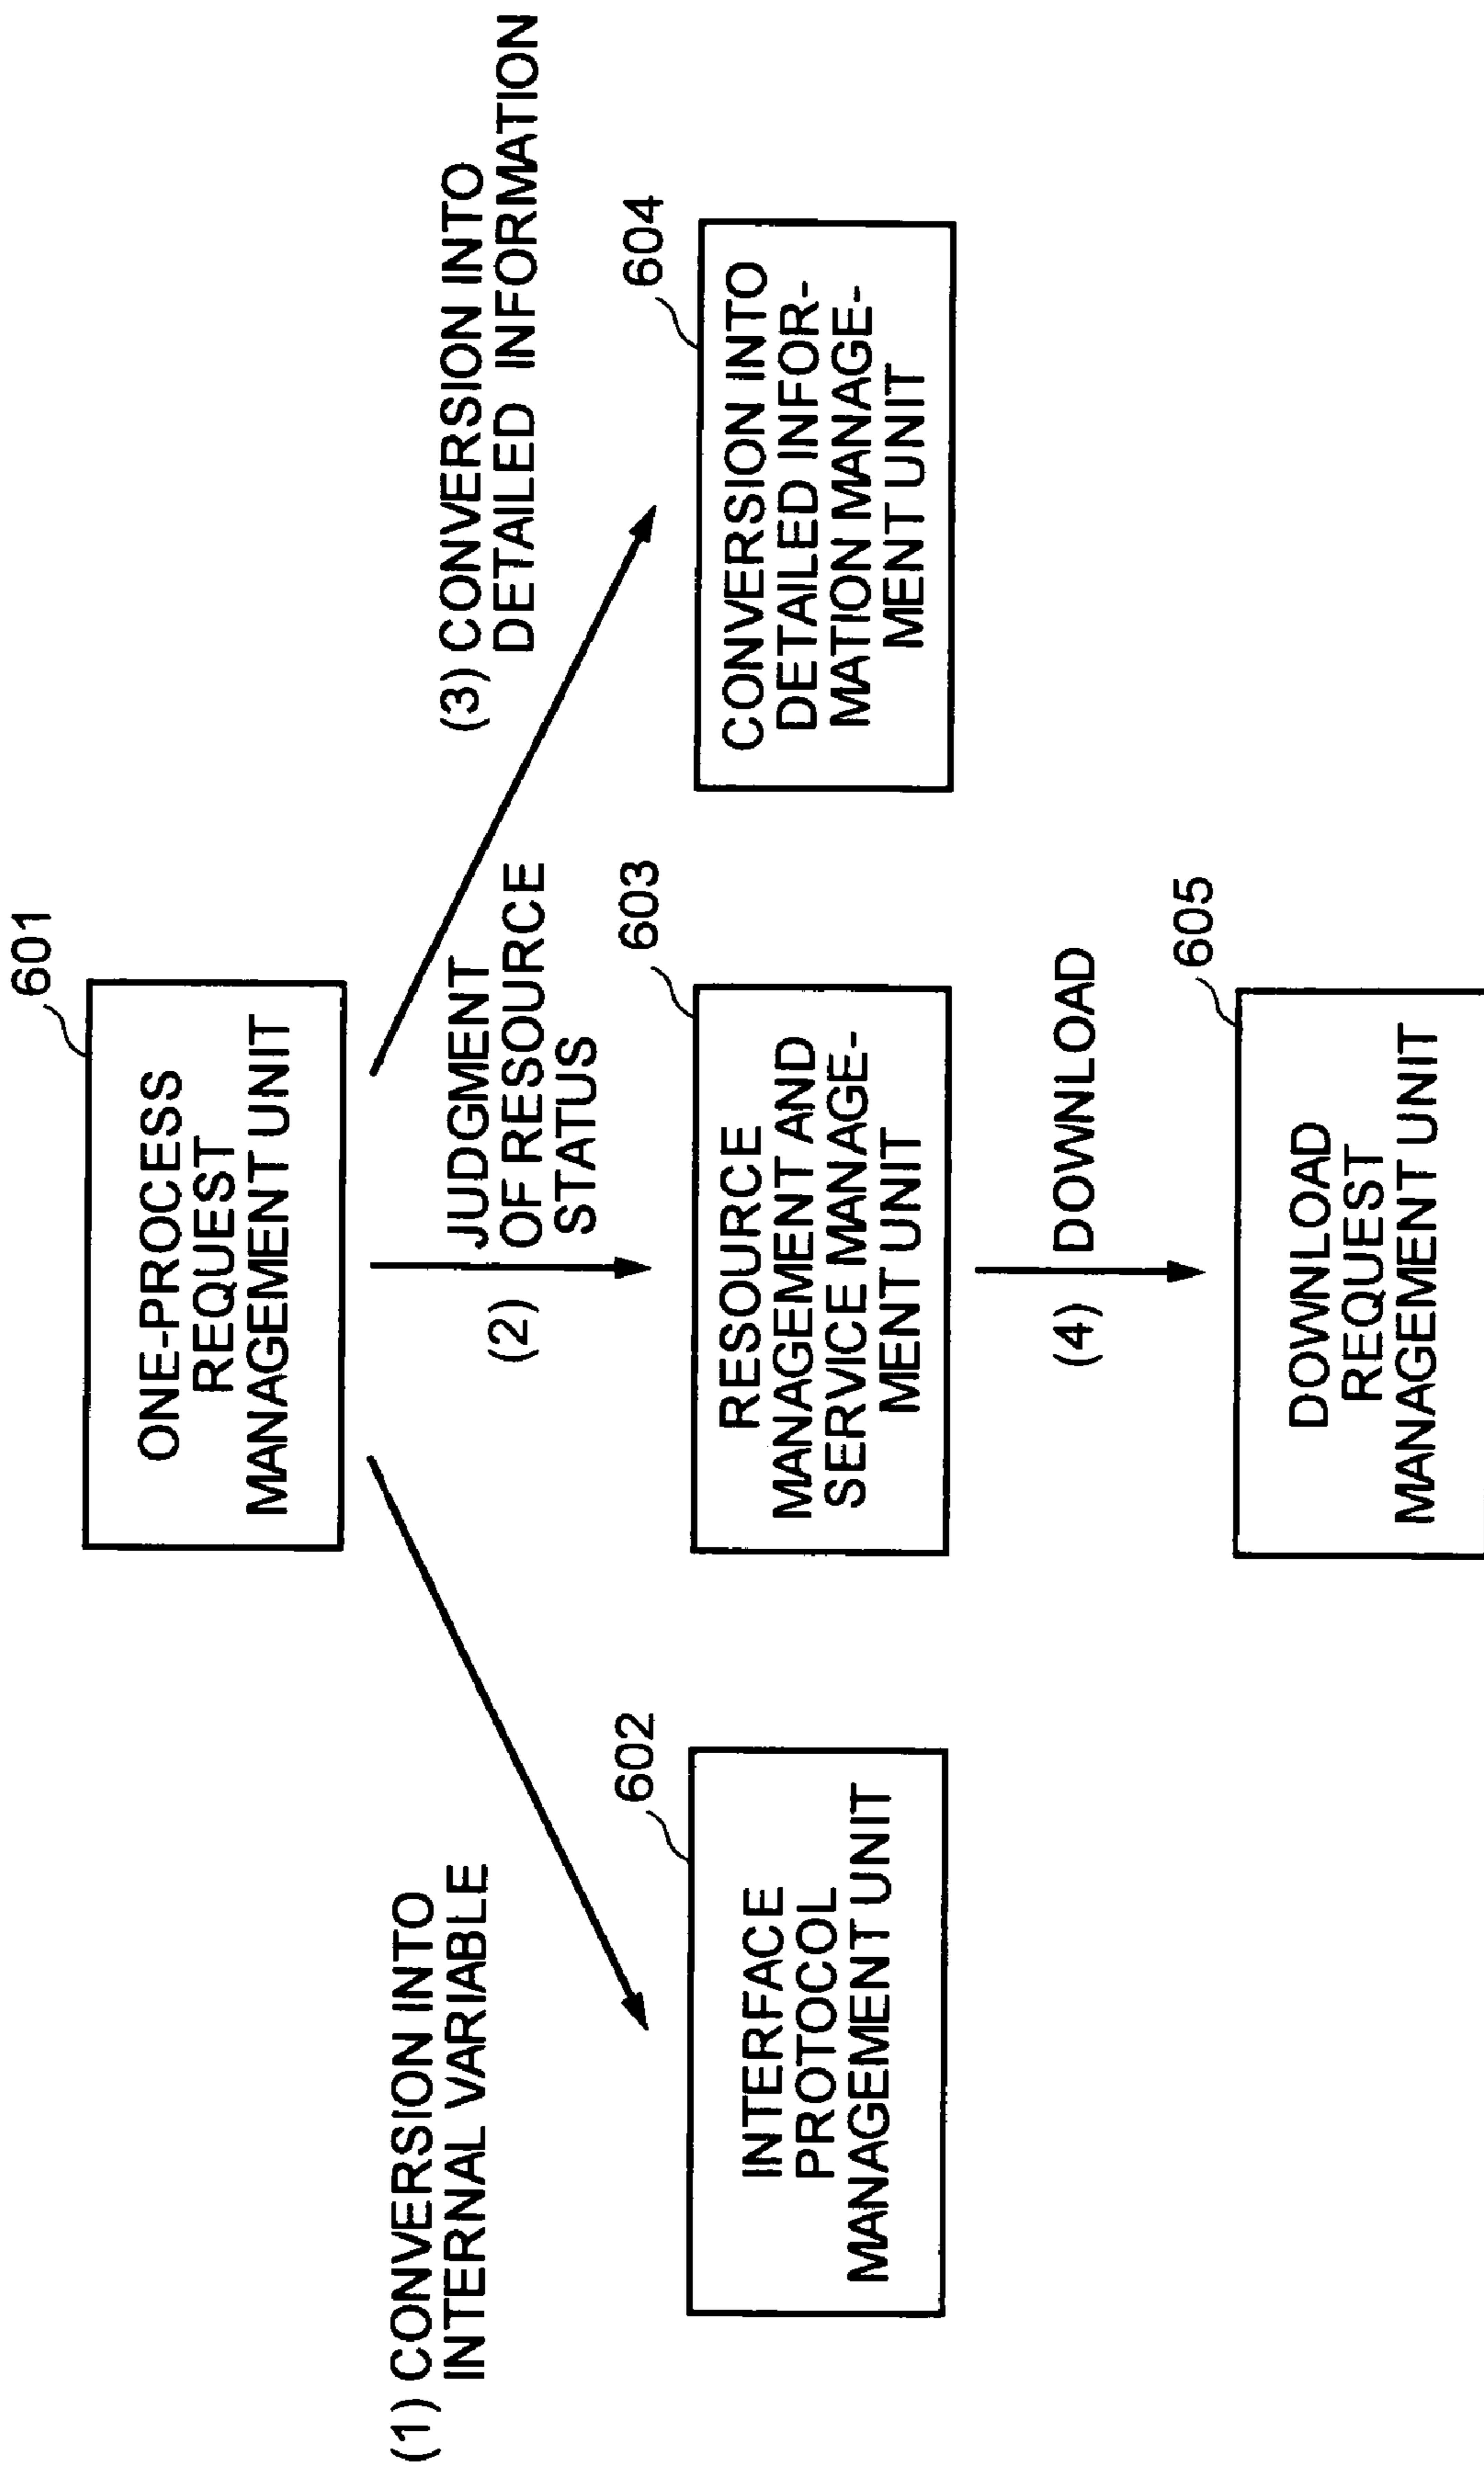 601
ONE-PROCESS
REQUEST
MANAGEMENT UNIT
(1) CONVERSION INTO
INTERNAL VARIABLE
(2)
JUDGMENT
OF RESOURCE
STATUS
(3) CONVERSION INTO
DETAILED INFORMATION
602
INTERFACE
PROTOCOL
MANAGEMENT UNIT
603
RESOURCE
MANAGEMENT AND
SERVICE MANAGE-
MENT UNIT
604
CONVERSION INTO
DETAILED INFOR-
MATION MANAGE-
MENT UNIT
(4) DOWNLOAD
605
DOWNLOAD
REQUEST
MANAGEMENT UNIT